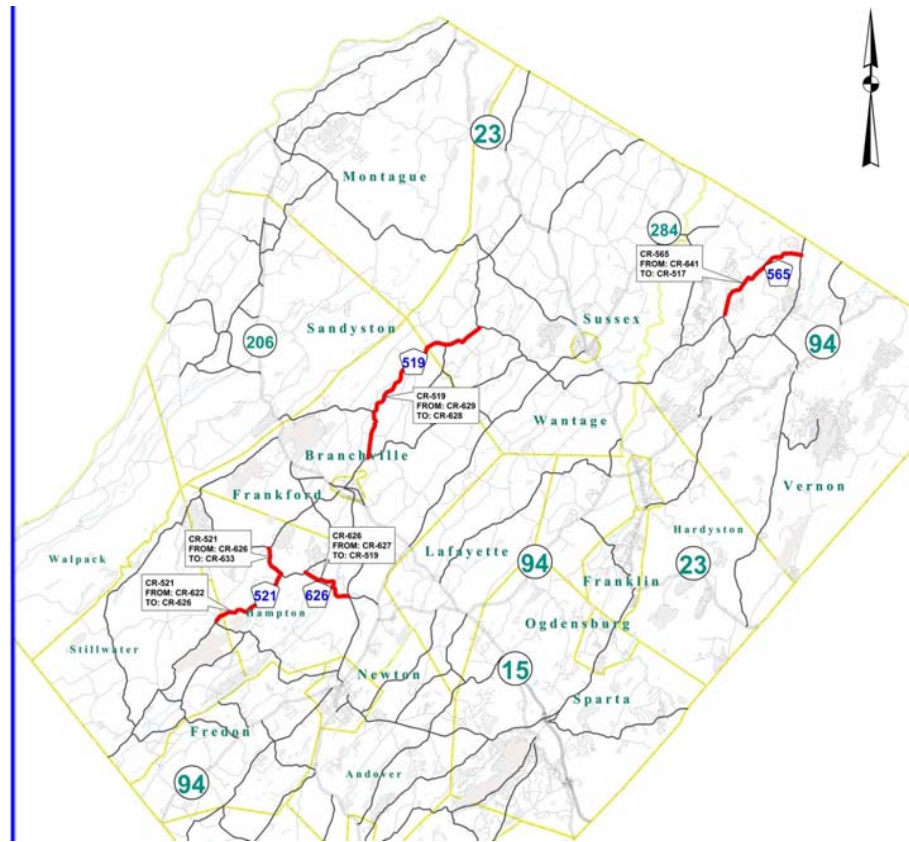 23
Montague
284
CR-565
FROM: CR-641
TO: CR-517
565
Sussex
Sandyston
206
94
519
CR-519
FROM: CR-629
TO: CR-628
Wantage
Branchville
Vernon
Frankford
CR-521
FROM: CR-626
TO: CR-633
CR-626
FROM: CR-627
TO: CR-519
Lafayette
Hardyston
Walpack
94
23
Franklin
CR-521
FROM: CR-622
TO: CR-626
521
626
Hampton
Ogdensburg
Stillwater
Newton
15
Sparta
Fredon
Andover
94